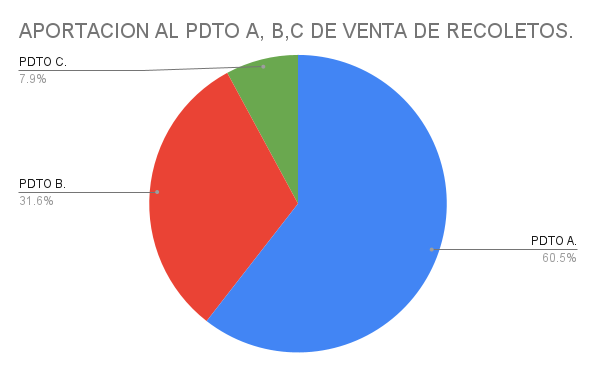 APORTACION AL PDTO A, B,C DE VENTA DE RECOLETOS.
PDTO C.
7.9%
PDTO B.
31.6%
PDTO A.
60.5%